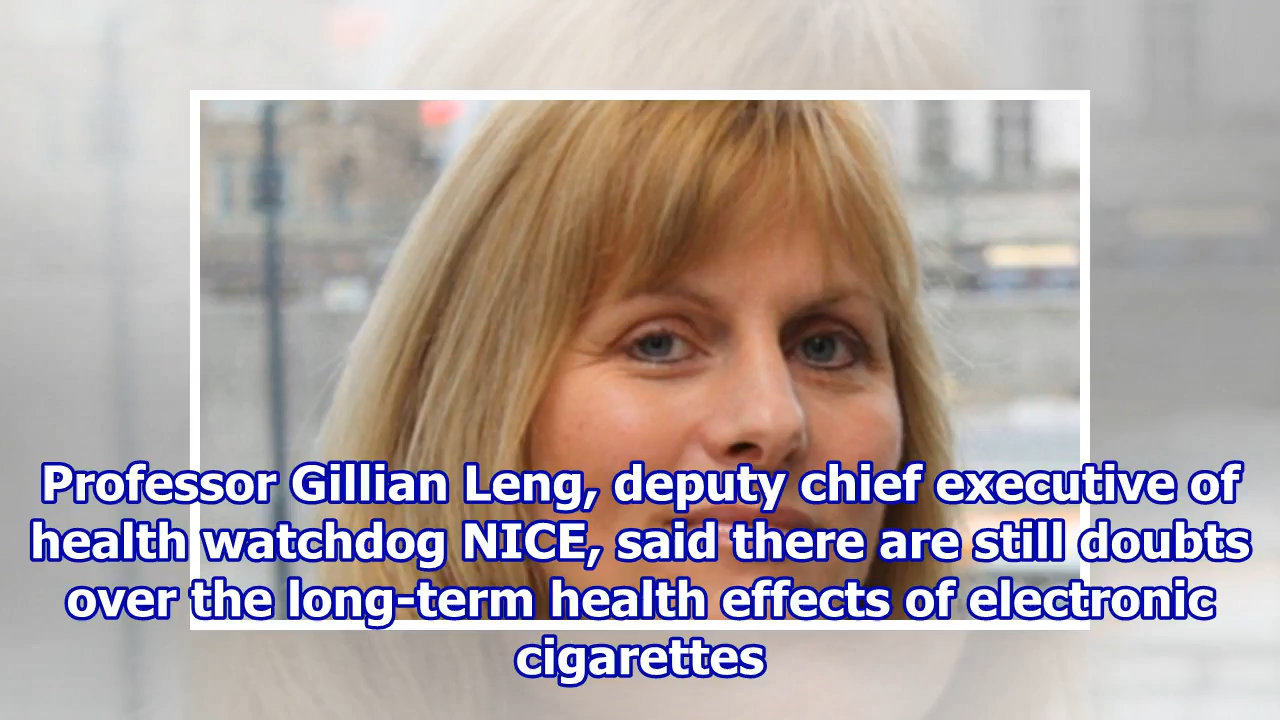 Professor Gillian Leng, deputy chief executive of
health watchdog NICE, said there are still doubts
over the long-term health effects of electronic
cigarettes